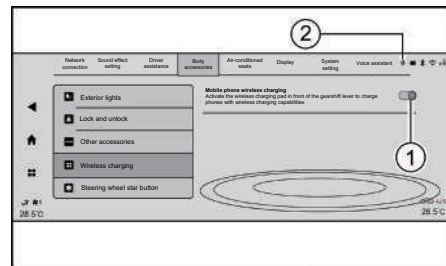 2
Network connection
Sound effect setting
Driver assistance
Body accessories
Air-conditioned seats
Display
System setting
Voice assistant
Exterior lights
Lock and unlock
Other accessories
Wireless charging
Steering wheel star button
Mobile phone wireless charging
Activate the wireless charging pad in front of the gearshift lever to charge
phones with wireless charging capabilities
1
28.5°C
28.5°C